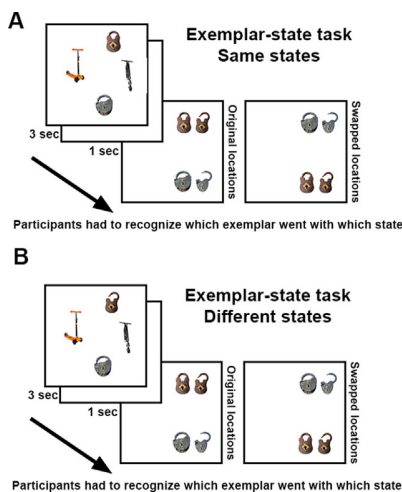 A
Exemplar-state task
Same states
3 sec
1 sec
Original locations
Swapped locations
Participants had to recognize which exemplar went with which state
B
Exemplar-state task
Different states
3 sec
1 sec
Original locations
Swapped locations
Participants had to recognize which exemplar went with which state